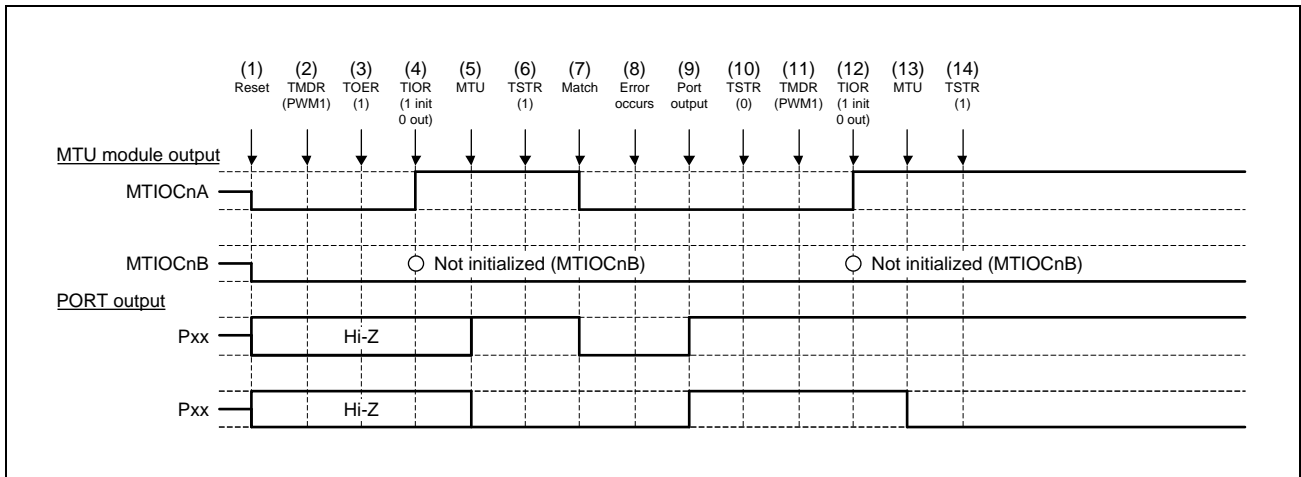 (1) (2) (3) (4) (5) (6) (7) (8) (9) (10) (11) (12) (13) (14)
Reset TMDR TOER TIOR MTU TSTR Match Error Port TSTR TMDR TIOR MTU TSTR
(PWM1) (1) (1 init (1) occurs output (0) (PWM1) (1 init (1)
0 out) 0 out)
MTU module output
MTIOCnA
MTIOCnB Not initialized (MTIOCnB) Not initialized (MTIOCnB)
PORT output
Pxx Hi-Z
Pxx Hi-Z